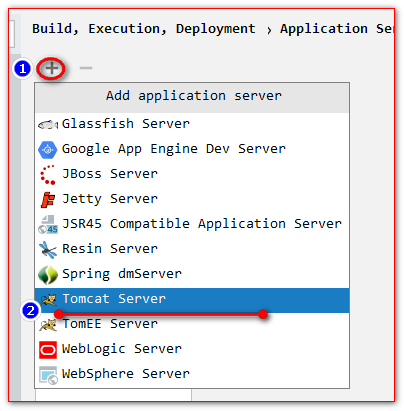 Build, Execution, Deployment › Application Se
1
Add application server
Glassfish Server
Google App Engine Dev Server
JBoss Server
Jetty Server
45
JSR45 Compatible Application Server
Resin Server
Spring dmServer
Tomcat Server
2
TomEE Server
WebLogic Server
WebSphere Server